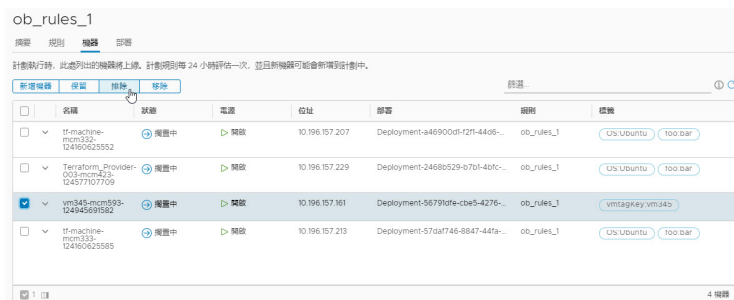 ob_rules_1
摘要 規則 機器 部署
計劃執行時，此處列出的機器將上線。計劃規則每 24 小時評估一次，並且新機器可能會新增到計劃中。
新增機器 保留 排除 移除 篩選...
名稱 狀態 電源 位址 部署 規則 標籤
tf-machine-mcm332-124160625552 擱置中 開啟 10.196.157.207 Deployment-a46900d1-f2f1-44d6-... ob_rules_1 OS:Ubuntu foo:bar
Terraform_Provider-003-mcm423-124577107709 擱置中 開啟 10.196.157.229 Deployment-2468b529-b7b1-4bfc-... ob_rules_1 OS:Ubuntu foo:bar
vm345-mcm593-124945691582 擱置中 開啟 10.196.157.161 Deployment-56791dfe-cbe5-4276-... ob_rules_1 vmtagkey:vm345
tf-machine-mcm333-124160625585 擱置中 開啟 10.196.157.213 Deployment-57daf746-8847-44fa-... ob_rules_1 OS:Ubuntu foo:bar
1 4 機器